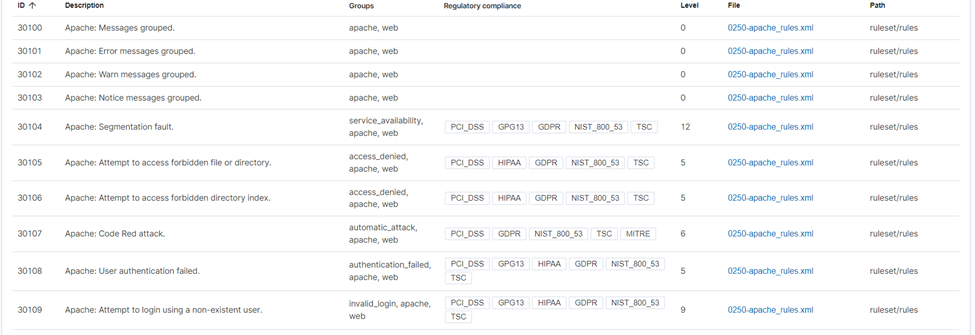 ID Description Groups Regulatory compliance Level File Path
30100 Apache: Messages grouped. apache, web 0 0250-apache_rules.xml ruleset/rules
30101 Apache: Error messages grouped. apache, web 0 0250-apache_rules.xml ruleset/rules
30102 Apache: Warn messages grouped. apache, web 0 0250-apache_rules.xml ruleset/rules
30103 Apache: Notice messages grouped. apache, web 0 0250-apache_rules.xml ruleset/rules
30104 Apache: Segmentation fault. service_availability, PCI_DSS GPG13 GDPR NIST_800_53 TSC 12 0250-apache_rules.xml ruleset/rules
apache, web
30105 Apache: Attempt to access forbidden file or directory. access_denied, PCI_DSS HIPAA GDPR NIST_800_53 TSC 5 0250-apache_rules.xml ruleset/rules
apache, web
30106 Apache: Attempt to access forbidden directory index. access_denied, PCI_DSS HIPAA GDPR NIST_800_53 TSC 5 0250-apache_rules.xml ruleset/rules
apache, web
30107 Apache: Code Red attack. automatic_attack, PCI_DSS GDPR NIST_800_53 TSC MITRE 6 0250-apache_rules.xml ruleset/rules
apache, web
30108 Apache: User authentication failed. authentication_failed, PCI_DSS GPG13 HIPAA GDPR NIST_800_53 5 0250-apache_rules.xml ruleset/rules
apache, web TSC
30109 Apache: Attempt to login using a non-existent user. invalid_login, apache, PCI_DSS GPG13 HIPAA GDPR NIST_800_53 9 0250-apache_rules.xml ruleset/rules
web TSC